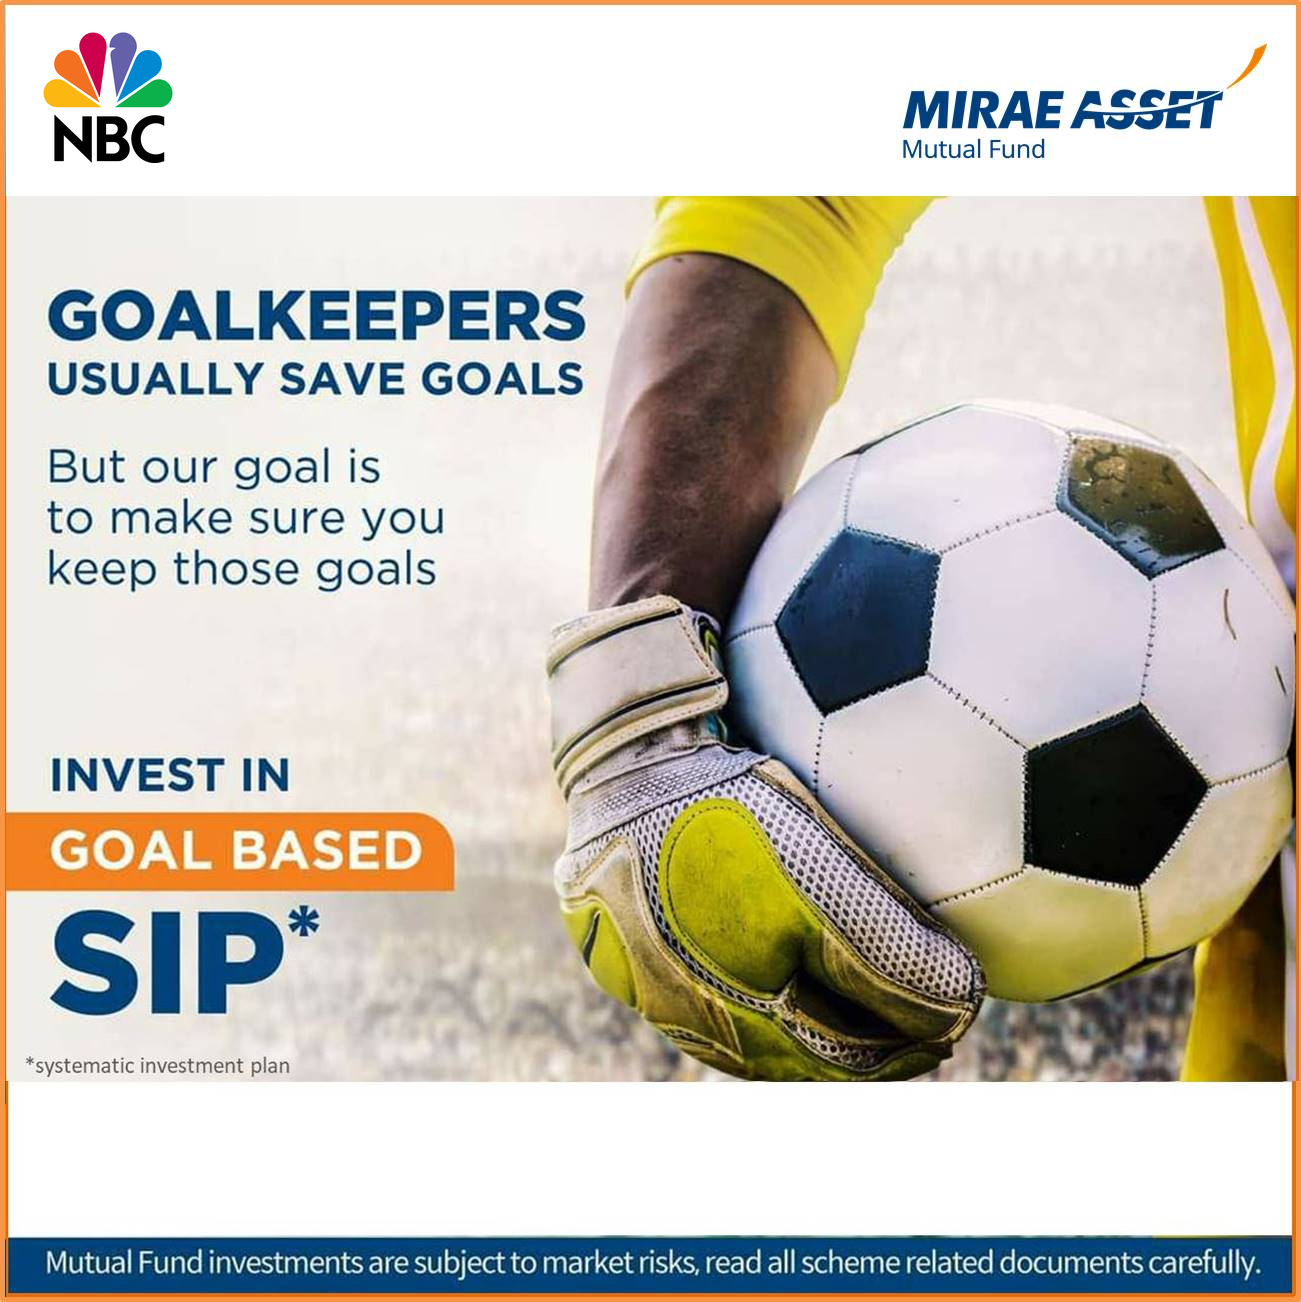 NBC
MIRAE ASSET
Mutual Fund
GOALKEEPERS
USUALLY SAVE GOALS
But our goal is
to make sure you
keep those goals
INVEST IN
GOAL BASED
SIP*
*systematic investment plan
Mutual Fund investments are subject to market risks, read all scheme related documents carefully.